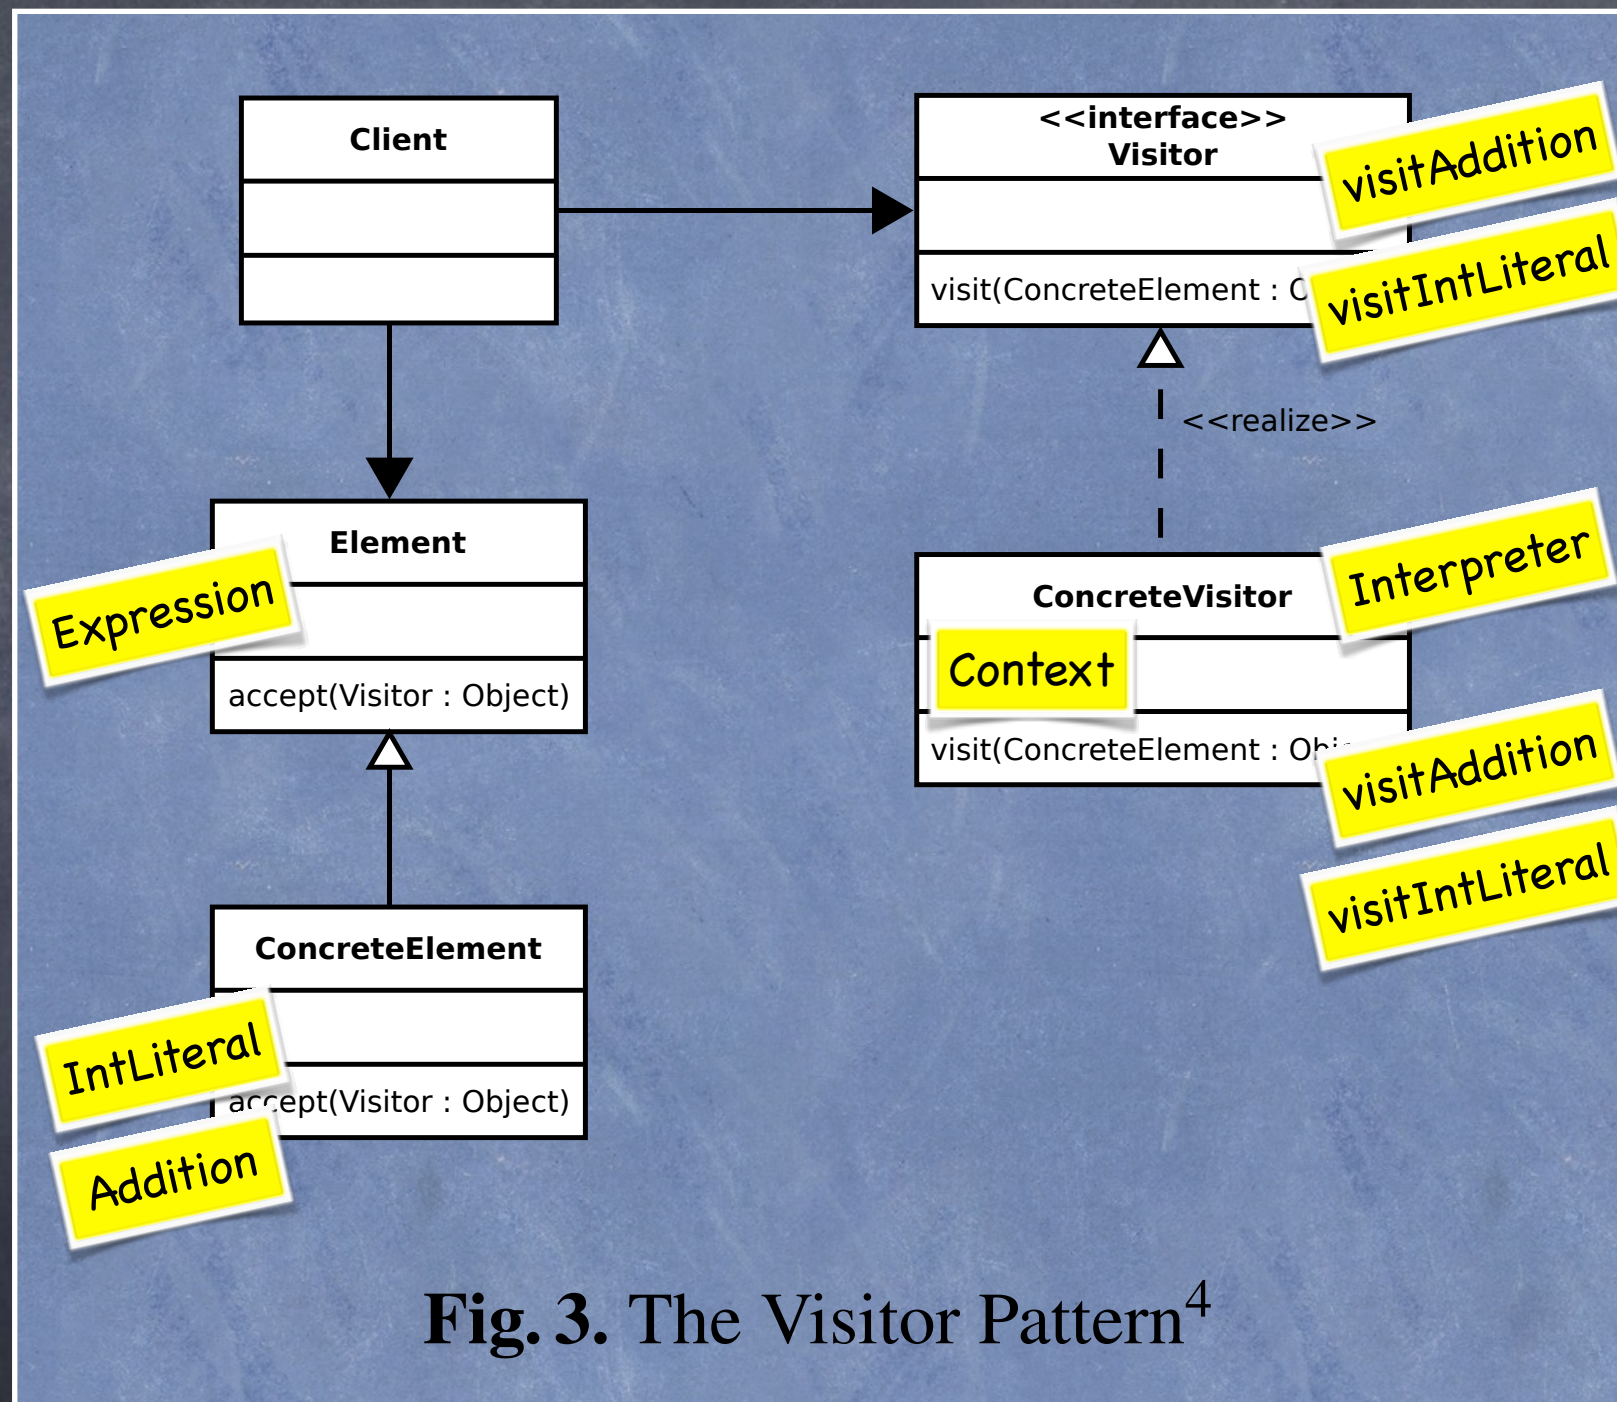 Client
<<interface>>
Visitor
visitAddition
visit(ConcreteElement :
visitIntLiteral
<<realize>>
Element
Expression
accept(Visitor : Object)
ConcreteVisitor
Interpreter
Context
visit(ConcreteElement :
visitAddition
visitIntLiteral
ConcreteElement
IntLiteral
accept(Visitor : Object)
Addition
Fig. 3. The Visitor Pattern4